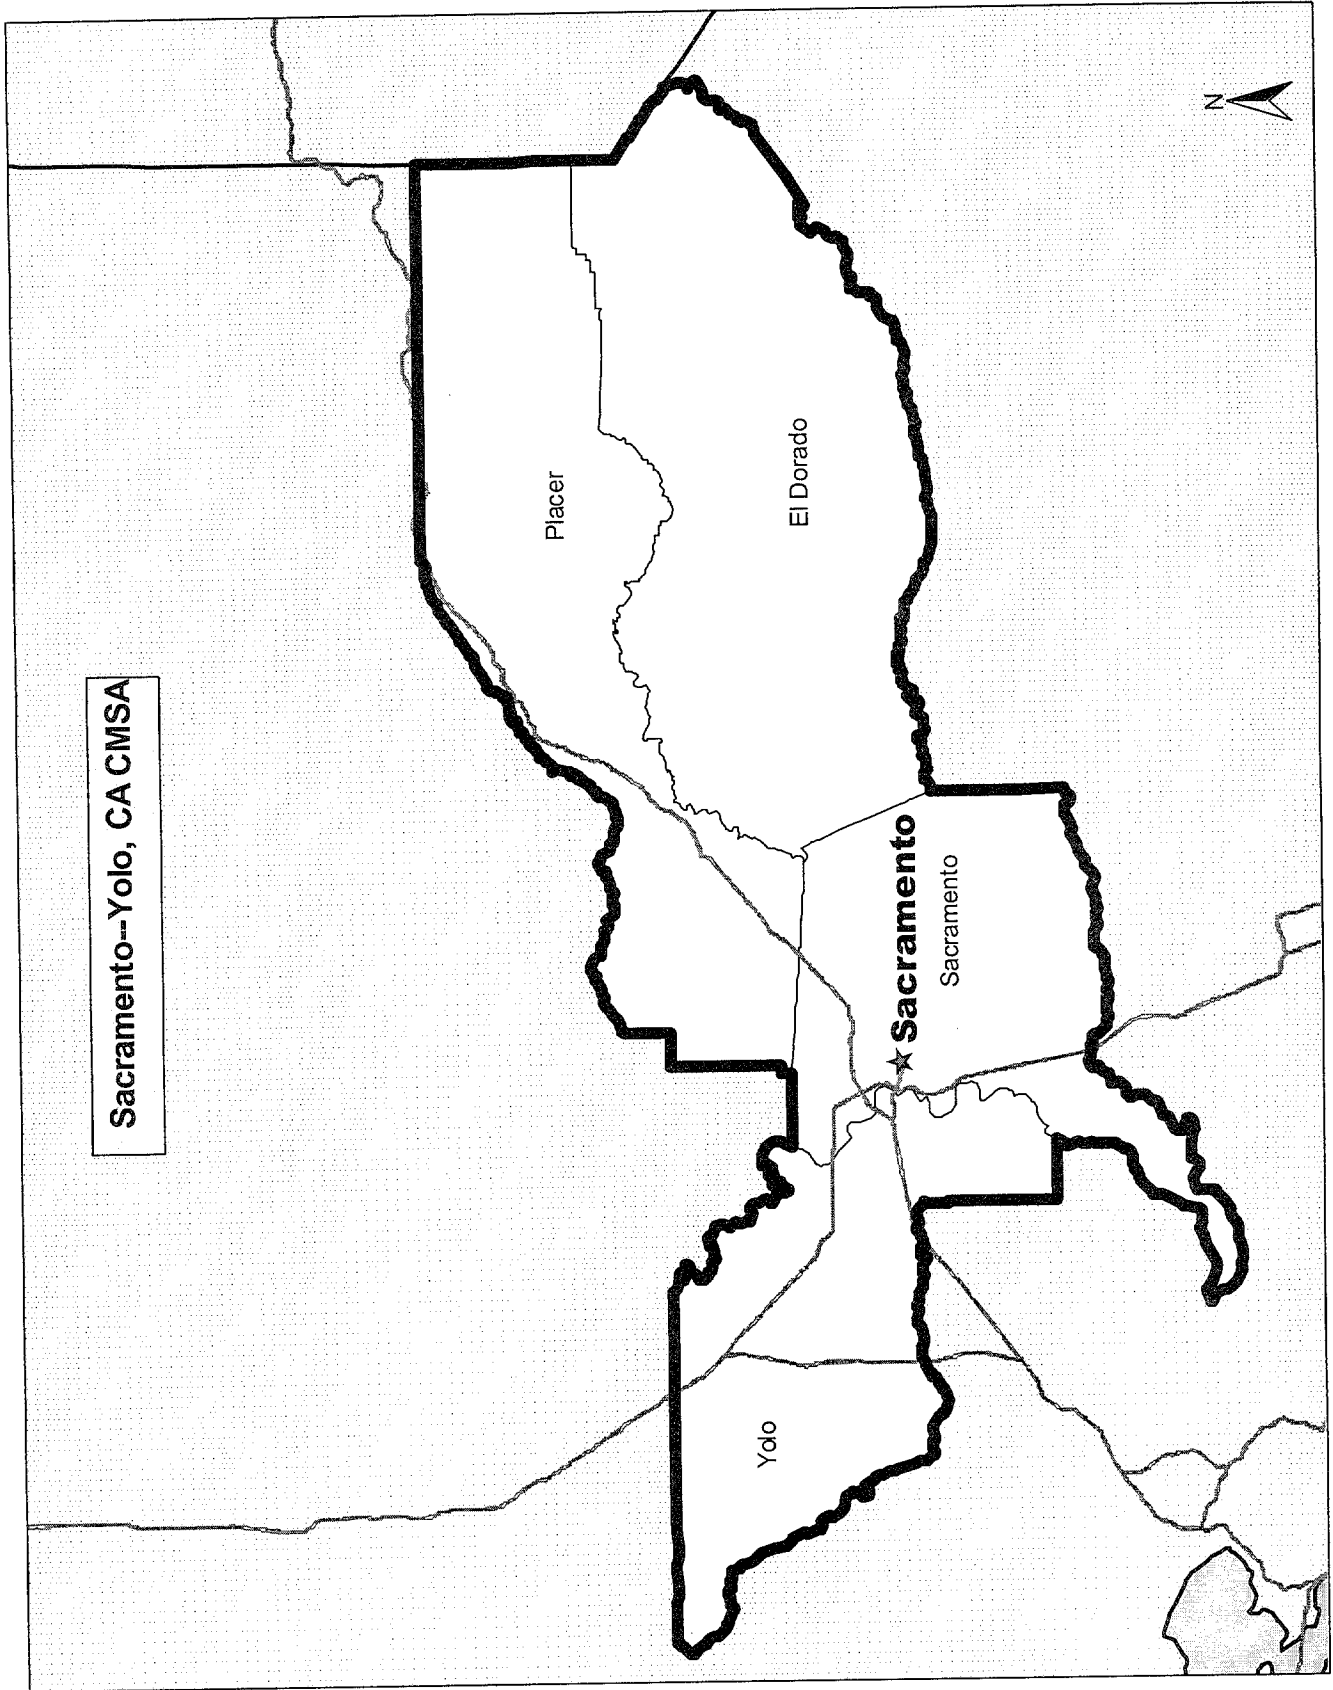 Sacramento--Yolo, CA CMSA
N
Placer
El Dorado
Sacramento
Sacramento
Yolo